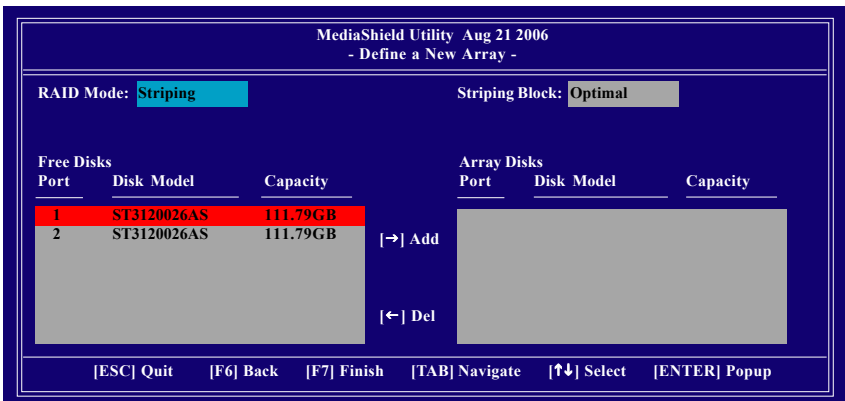 MediaShield Utility Aug 21 2006
- Define a New Array -
RAID Mode: Striping Striping Block: Optimal
Free Disks Array Disks
Port Disk Model Capacity Port Disk Model Capacity
1 ST3120026AS 111.79GB
2 ST3120026AS 111.79GB
[→] Add
[←] Del
[ESC] Quit [F6] Back [F7] Finish [TAB] Navigate [↑↓] Select [ENTER] Popup